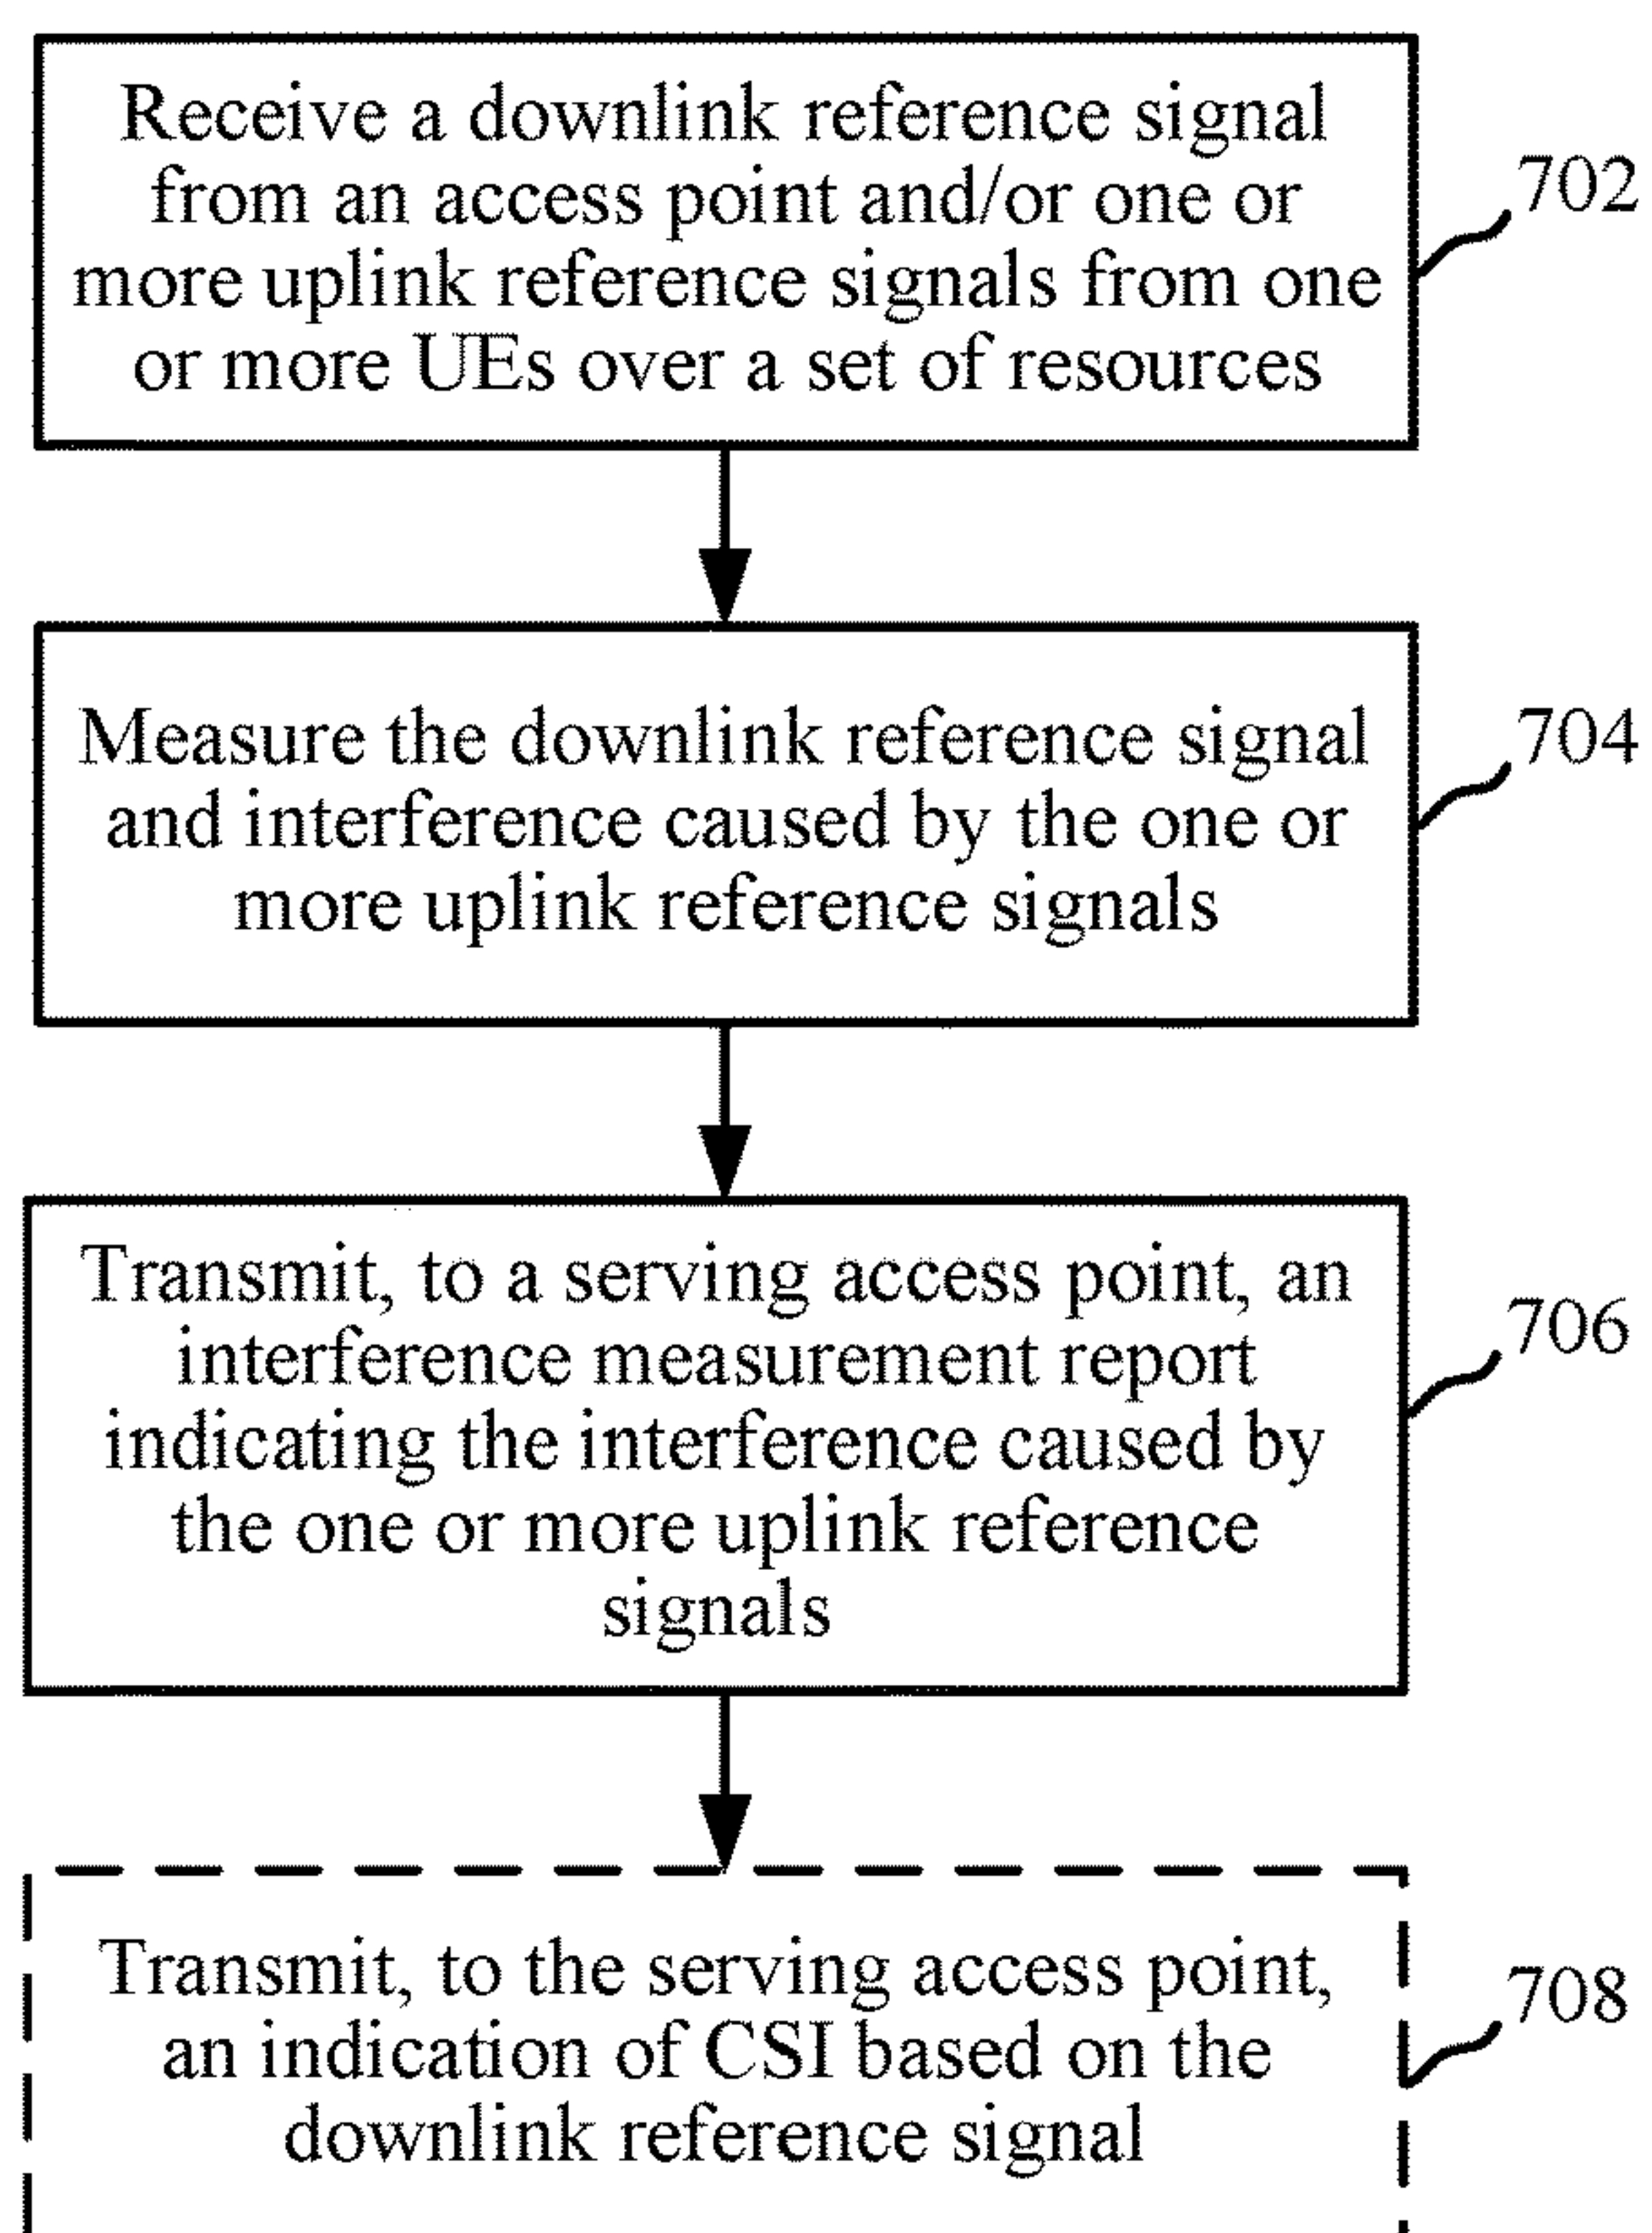 Receive a downlink reference signal
from an access point and/or one or
more uplink reference signals from one
or more UEs over a set of resources
702
Measure the downlink reference signal
and interference caused by the one or
more uplink reference signals
704
Transmit, to a serving access point, an
interference measurement report
indicating the interference caused by
the one or more uplink reference
signals
706
Transmit, to the serving access point,
an indication of CSI based on the
downlink reference signal
708